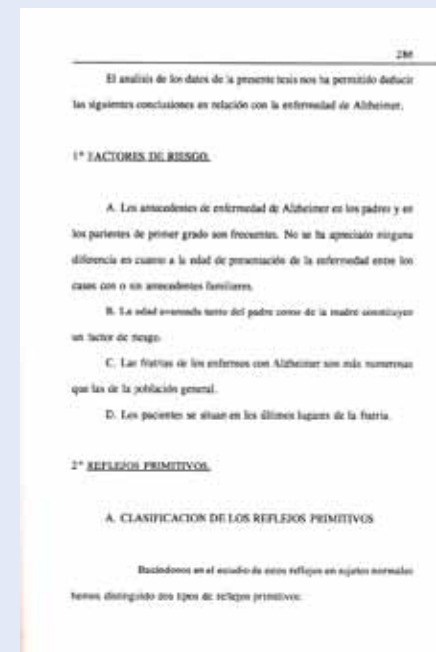 286
El analisis de los datos de la presente tesis nos ha permitido deducir
las siguientes conclusiones en relación con la enfermedad de Alzheimer.
1º FACTORES DE RIESGO.
A. Los antecedentes de enfermedad de Alzheimer en los padres y en
los parientes de primer grado son frecuentes. No se ha apreciado ninguna
diferencia en cuanto a la edad de presentación de la enfermedad entre los
casos con o sin antecedentes familiares.
B. La edad avanzada tanto del padre como de la madre constituyen
un factor de riesgo.
C. Las fratrias de los enfermos con Alzheimer son más numerosas
que las de la población general.
D. Los pacientes se situan en los últimos lugares de la fratria.
2º REFLEJOS PRIMITIVOS.
A. CLASIFICACION DE LOS REFLEJOS PRIMITIVOS
Basándonos en el estudio de estos reflejos en sujetos normales
hemos distinguido dos tipos de reflejos primitivos: